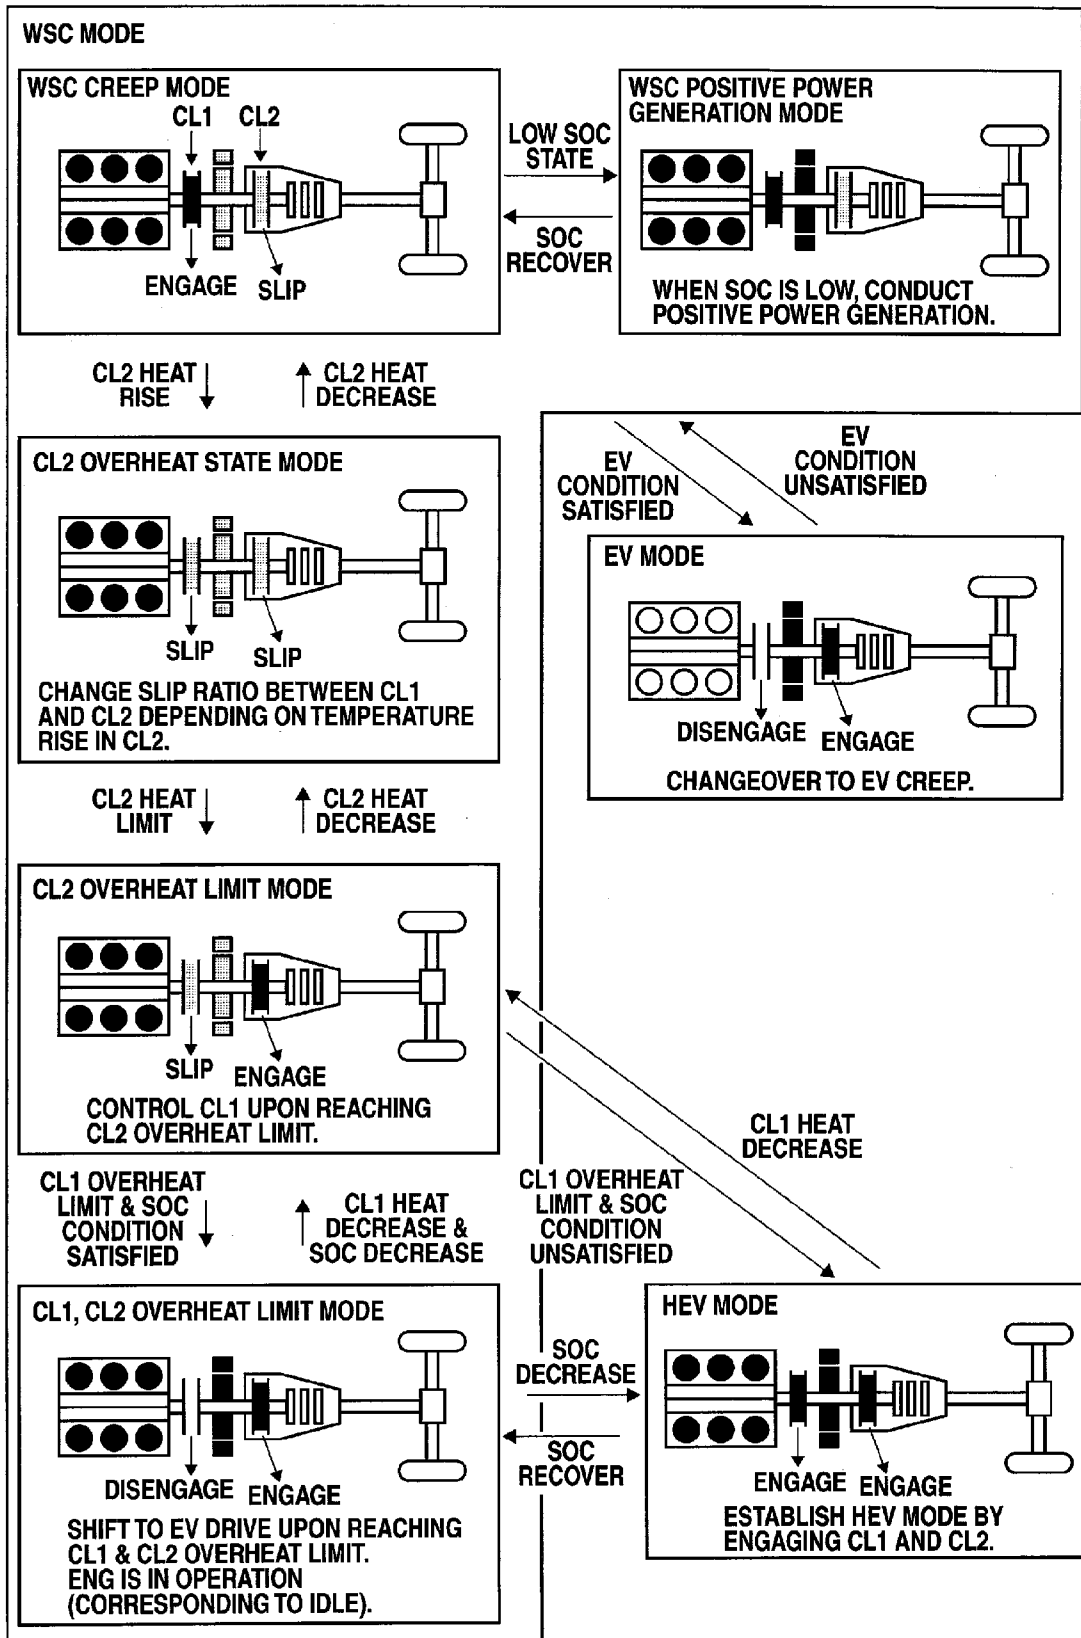 WSC MODE
WSC CREEP MODE
CL1 CL2
ENGAGE SLIP
LOW SOC
STATE
SOC
RECOVER
WSC POSITIVE POWER
GENERATION MODE
WHEN SOC IS LOW, CONDUCT
POSITIVE POWER GENERATION.
CL2 HEAT
RISE
CL2 HEAT
DECREASE
CL2 OVERHEAT STATE MODE
SLIP SLIP
CHANGE SLIP RATIO BETWEEN CL1
AND CL2 DEPENDING ON TEMPERATURE
RISE IN CL2.
EV
CONDITION
SATISFIED
EV
CONDITION
UNSATISFIED
EV MODE
DISENGAGE ENGAGE
CHANGEOVER TO EV CREEP.
CL2 HEAT
LIMIT
CL2 HEAT
DECREASE
CL2 OVERHEAT LIMIT MODE
SLIP ENGAGE
CONTROL CL1 UPON REACHING
CL2 OVERHEAT LIMIT.
CL1 OVERHEAT
LIMIT & SOC
CONDITION
SATISFIED
CL1 HEAT
DECREASE &
SOC DECREASE
CL1 OVERHEAT
LIMIT & SOC
CONDITION
UNSATISFIED
CL1 HEAT
DECREASE
CL1, CL2 OVERHEAT LIMIT MODE
DISENGAGE ENGAGE
SHIFT TO EV DRIVE UPON REACHING
CL1 & CL2 OVERHEAT LIMIT.
ENG IS IN OPERATION
(CORRESPONDING TO IDLE).
SOC
DECREASE
SOC
RECOVER
HEV MODE
ENGAGE ENGAGE
ESTABLISH HEV MODE BY
ENGAGING CL1 AND CL2.